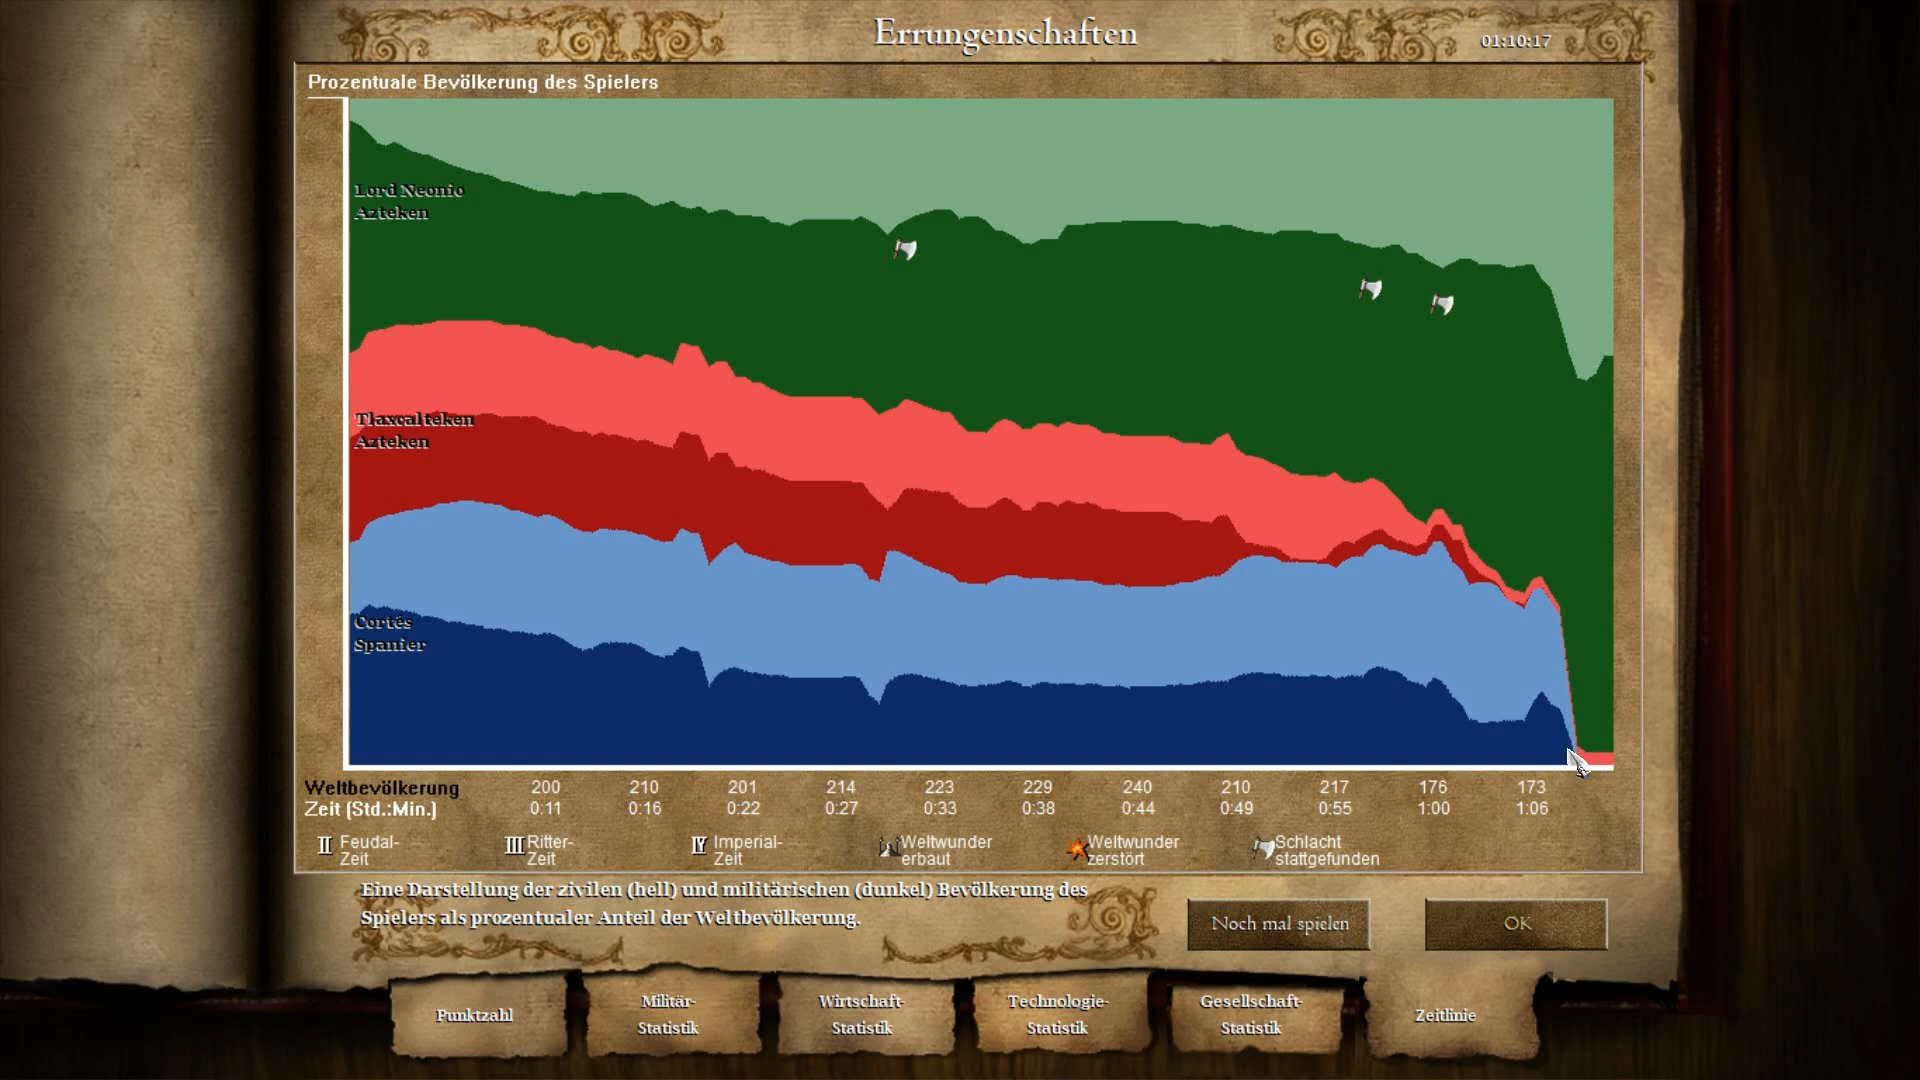 Errungenschaften
01:10:17
Prozentuale Bevölkerung des Spielers
Lord Neonio
Azteken
Tlaxcalteken
Azteken
Cortés
Spanier
Weltbevölkerung 200 210 201 214 223 229 240 210 217 176 173
Zeit (Std.:Min.) 0:11 0:16 0:22 0:27 0:33 0:38 0:44 0:49 0:55 1:00 1:06
II Feudal-
Zeit
III Ritter-
Zeit
IV Imperial-
Zeit
Weltwunder
erbaut
Weltwunder
zerstört
Schlacht
stattgefunden
Eine Darstellung der zivilen (hell) und militärischen (dunkel) Bevölkerung des
Spielers als prozentualer Anteil der Weltbevölkerung.
Noch mal spielen
OK
Punktzahl
Militär-
Statistik
Wirtschaft-
Statistik
Technologie-
Statistik
Gesellschaft-
Statistik
Zeitlinie